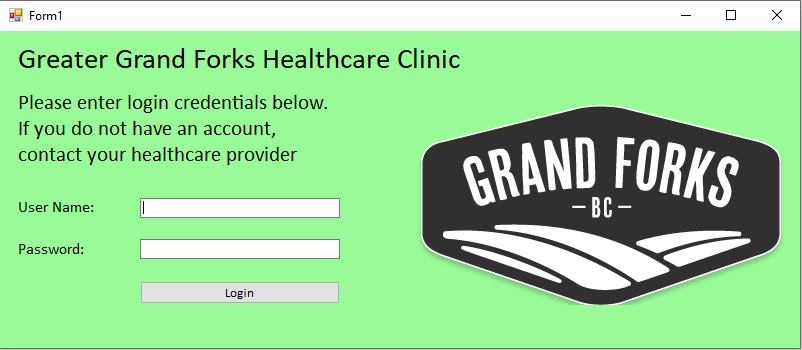 Form1
Greater Grand Forks Healthcare Clinic
Please enter login credentials below.
If you do not have an account,
contact your healthcare provider
User Name:
Password:
Login
GRAND FORKS
– BC –